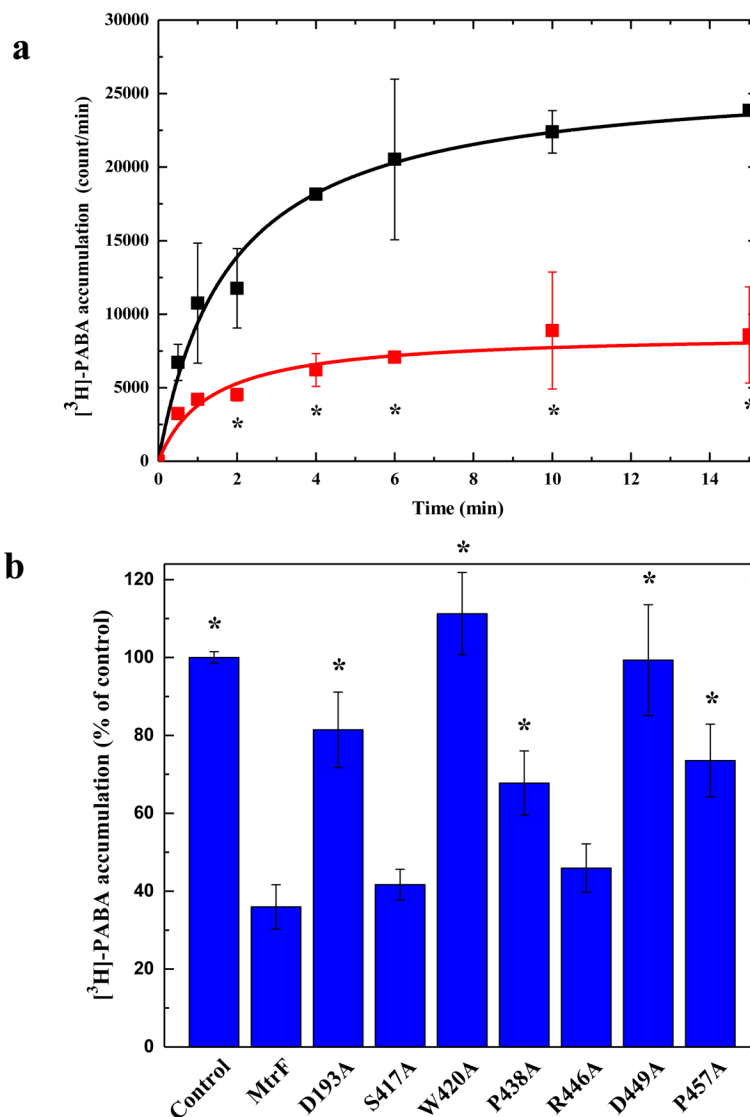 a
30000
25000
20000
15000
10000
5000
0
[³H]-PABA accumulation (count/min)
* * * * *
0 2 4 6 8 10 12 14
Time (min)
b
120
100
80
60
40
20
0
[³H]-PABA accumulation (% of control)
* * * * * *
Control MtrF D193A S417A W420A P438A R446A D449A P457A